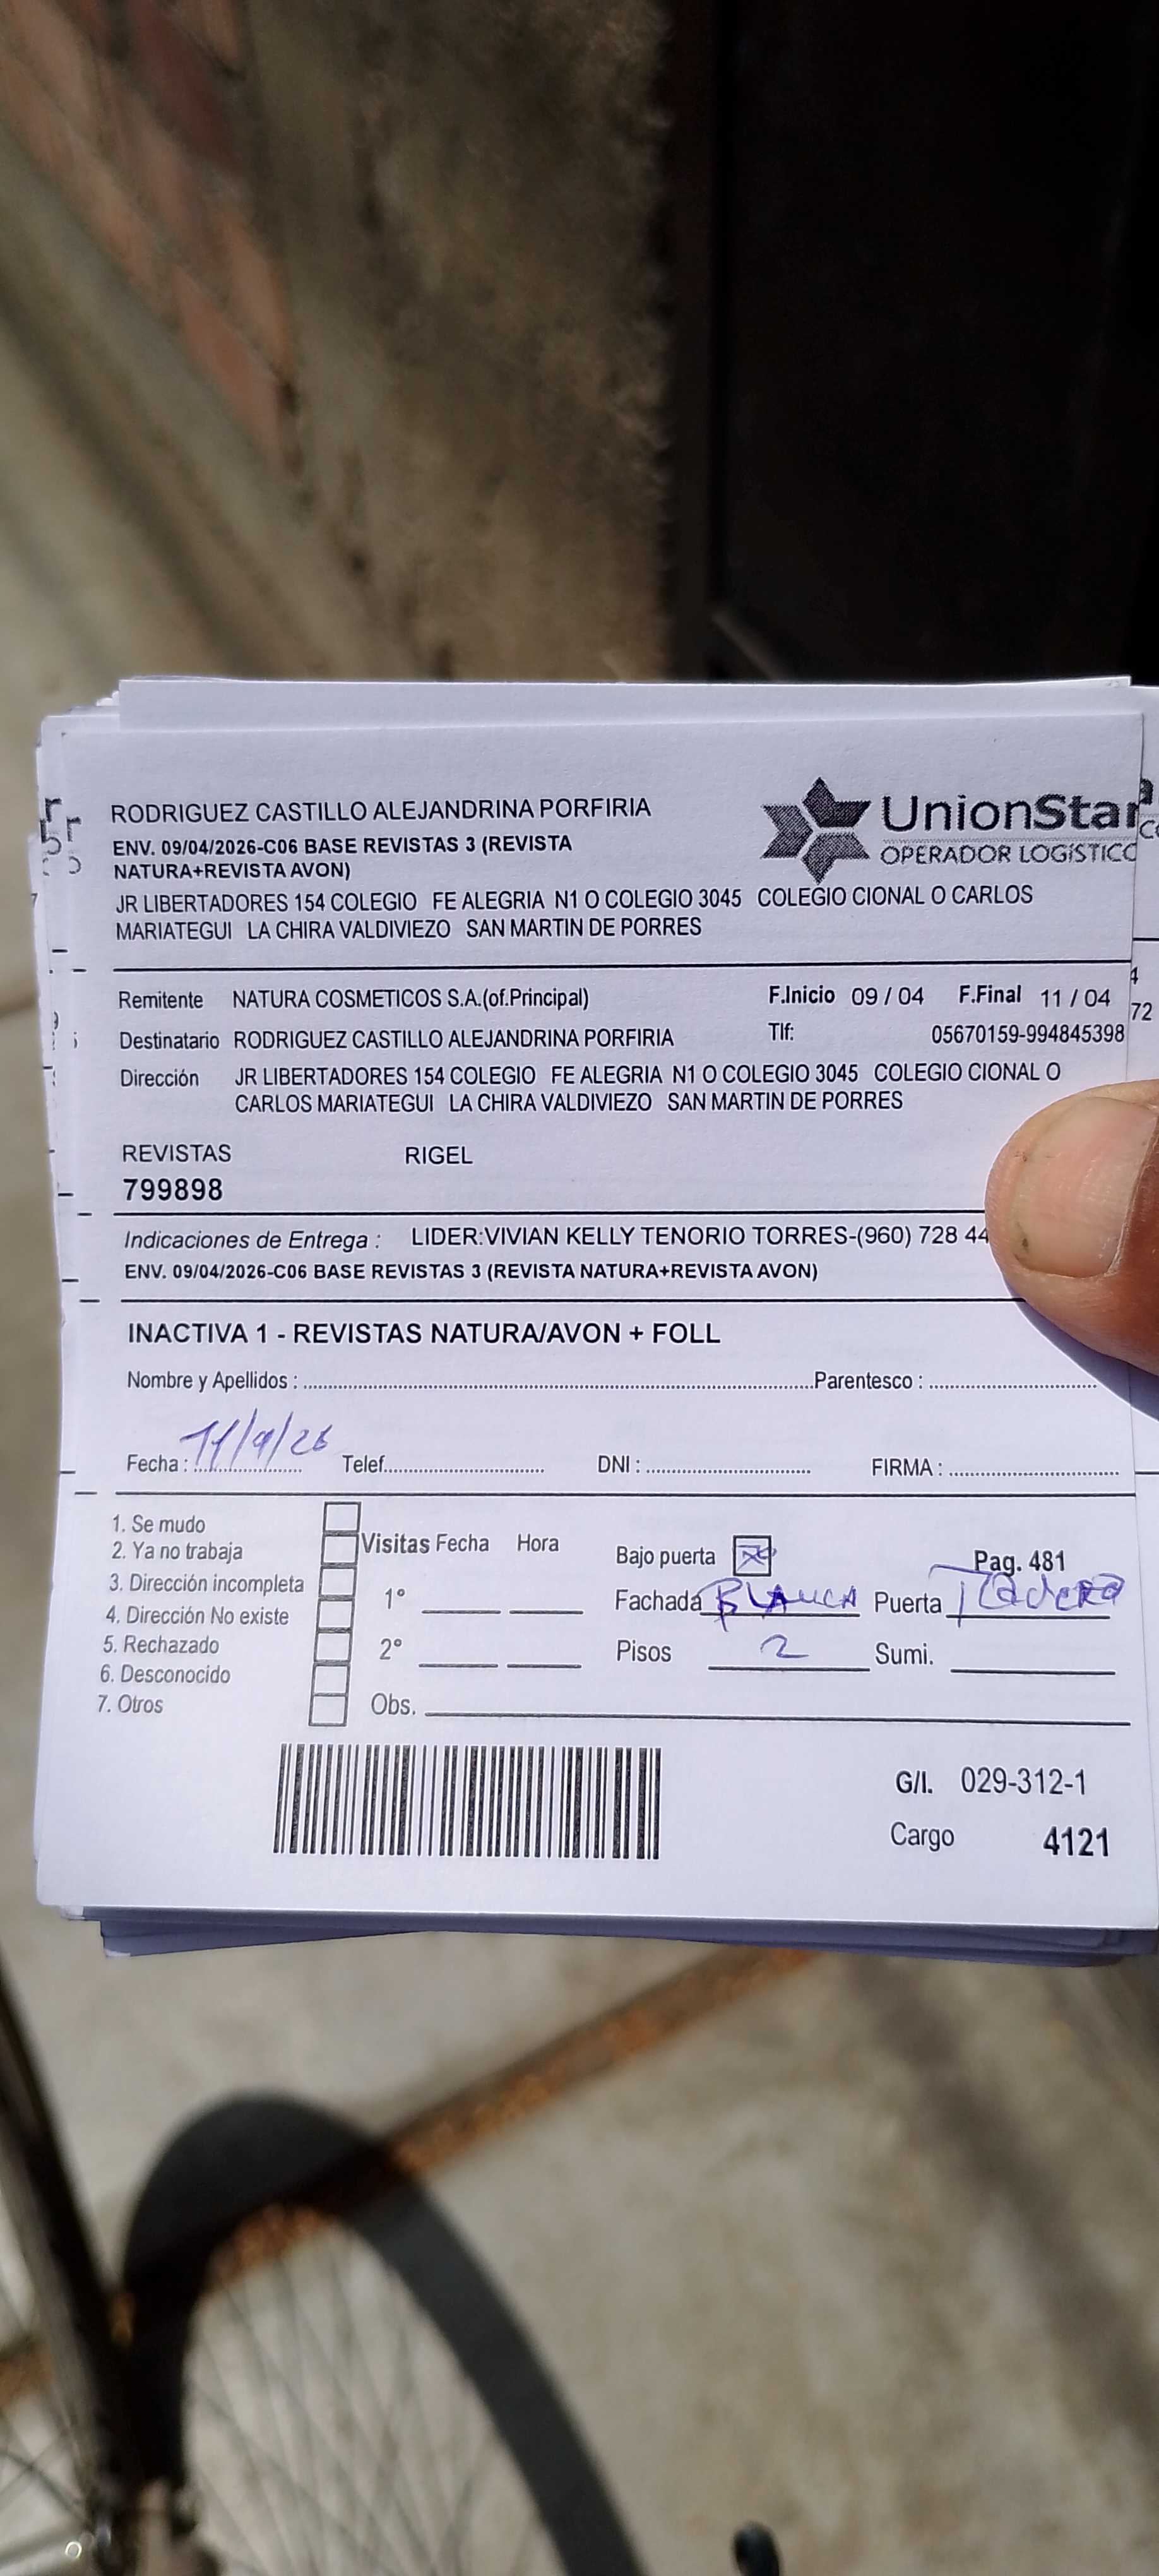 RODRIGUEZ CASTILLO ALEJANDRINA PORFIRIA
UnionStar
OPERADOR LOGÍSTICO
ENV. 09/04/2026-C06 BASE REVISTAS 3 (REVISTA
NATURA+REVISTA AVON)
JR LIBERTADORES 154 COLEGIO FE ALEGRIA N1 O COLEGIO 3045 COLEGIO CIONAL O CARLOS
MARIATEGUI LA CHIRA VALDIVIEZO SAN MARTIN DE PORRES
Remitente NATURA COSMETICOS S.A.(of.Principal) F.Inicio 09 / 04 F.Final 11 / 04
Destinatario RODRIGUEZ CASTILLO ALEJANDRINA PORFIRIA Tlf: 05670159-994845398
Dirección JR LIBERTADORES 154 COLEGIO FE ALEGRIA N1 O COLEGIO 3045 COLEGIO CIONAL O
CARLOS MARIATEGUI LA CHIRA VALDIVIEZO SAN MARTIN DE PORRES
REVISTAS RIGEL
799898
Indicaciones de Entrega : LIDER:VIVIAN KELLY TENORIO TORRES-(960) 728 44
ENV. 09/04/2026-C06 BASE REVISTAS 3 (REVISTA NATURA+REVISTA AVON)
INACTIVA 1 - REVISTAS NATURA/AVON + FOLL
Nombre y Apellidos : Parentesco :
Fecha : 11/4/26 Telef. DNI : FIRMA :
1. Se mudo
2. Ya no trabaja
3. Dirección incompleta
4. Dirección No existe
5. Rechazado
6. Desconocido
7. Otros
Visitas Fecha Hora
1°
2°
Obs.
Bajo puerta Pag. 481
Fachada BLANCA Puerta
Pisos 2 Sumi.
G/I. 029-312-1
Cargo 4121